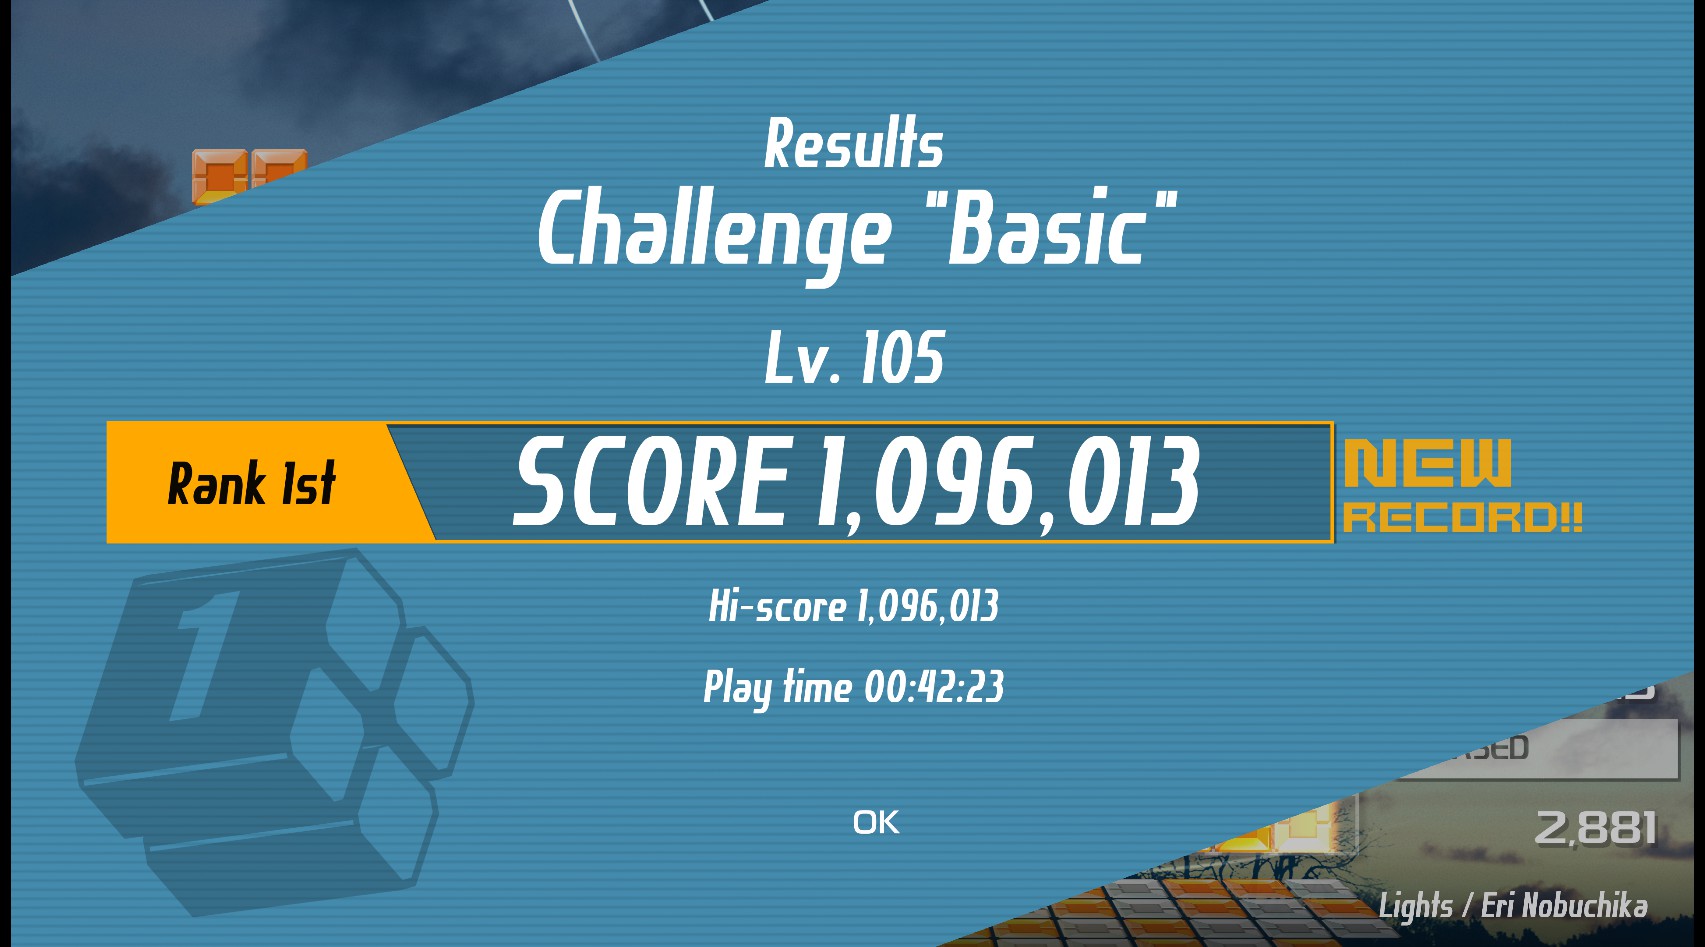 Results
Challenge "Basic"
Lv. 105
Rank 1st
SCORE 1,096,013
NEW
RECORD!!
1
Hi-score 1,096,013
Play time 00:42:23
OK
2,881
Lights / Eri Nobuchika